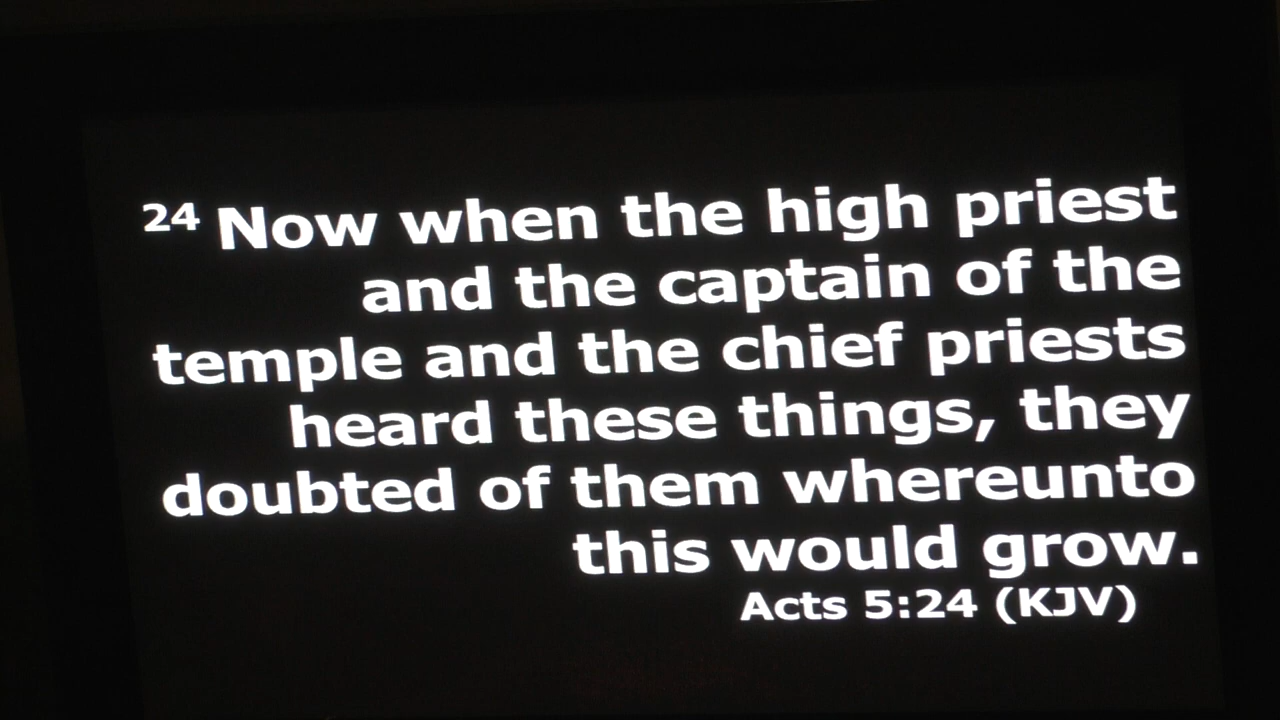 24 Now when the high priest
and the captain of the
temple and the chief priests
heard these things, they
doubted of them whereunto
this would grow.
Acts 5:24 (KJV)